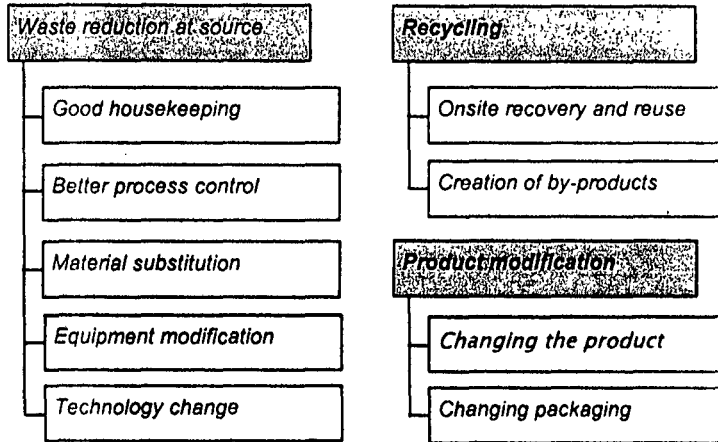 Waste reduction at source
Good housekeeping
Better process control
Material substitution
Equipment modification
Technology change
Recycling
Onsite recovery and reuse
Creation of by-products
Product modification
Changing the product
Changing packaging